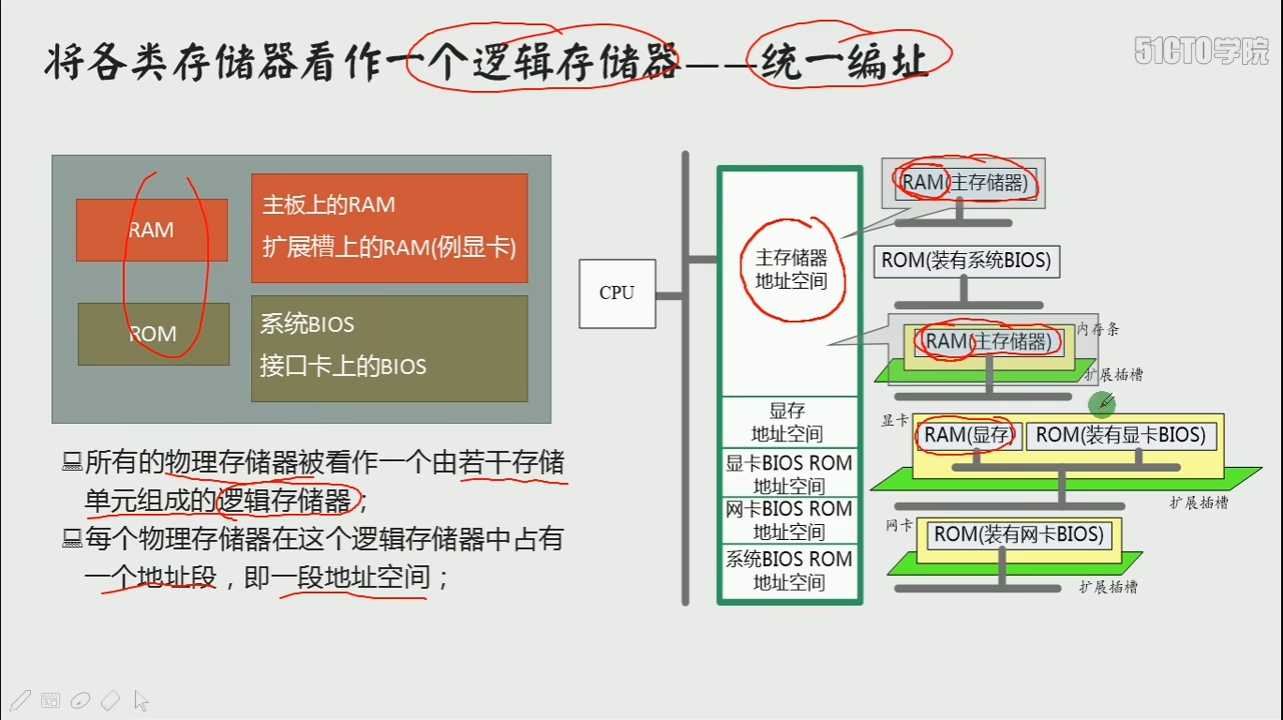 将各类存储器看作一个逻辑存储器——统一编址
51CTO学院
RAM
主板上的RAM
扩展槽上的RAM(例显卡)
ROM
系统BIOS
接口卡上的BIOS
所有的物理存储器被看作一个由若干存储
单元组成的逻辑存储器；
每个物理存储器在这个逻辑存储器中占有
一个地址段，即一段地址空间；
CPU
主存储器
地址空间
显存
地址空间
显卡BIOS ROM
地址空间
网卡BIOS ROM
地址空间
系统BIOS ROM
地址空间
RAM(主存储器)
ROM(装有系统BIOS)
RAM(主存储器)
内存条
扩展插槽
显卡
RAM(显存)
ROM(装有显卡BIOS)
扩展插槽
网卡
ROM(装有网卡BIOS)
扩展插槽